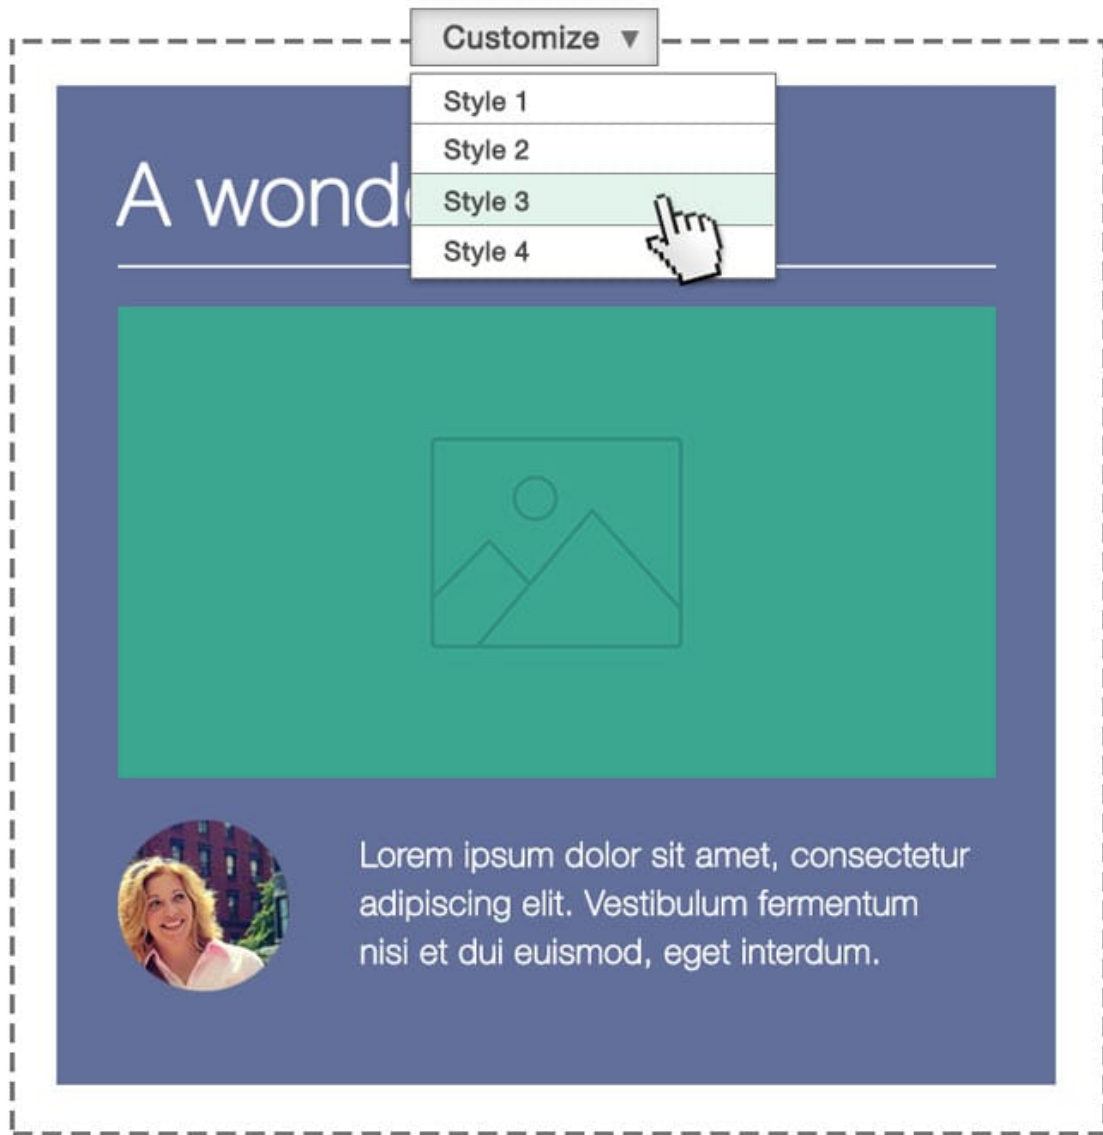 Customize ▼
Style 1
Style 2
Style 3
Style 4
A wond
Lorem ipsum dolor sit amet, consectetur
adipiscing elit. Vestibulum fermentum
nisi et dui euismod, eget interdum.